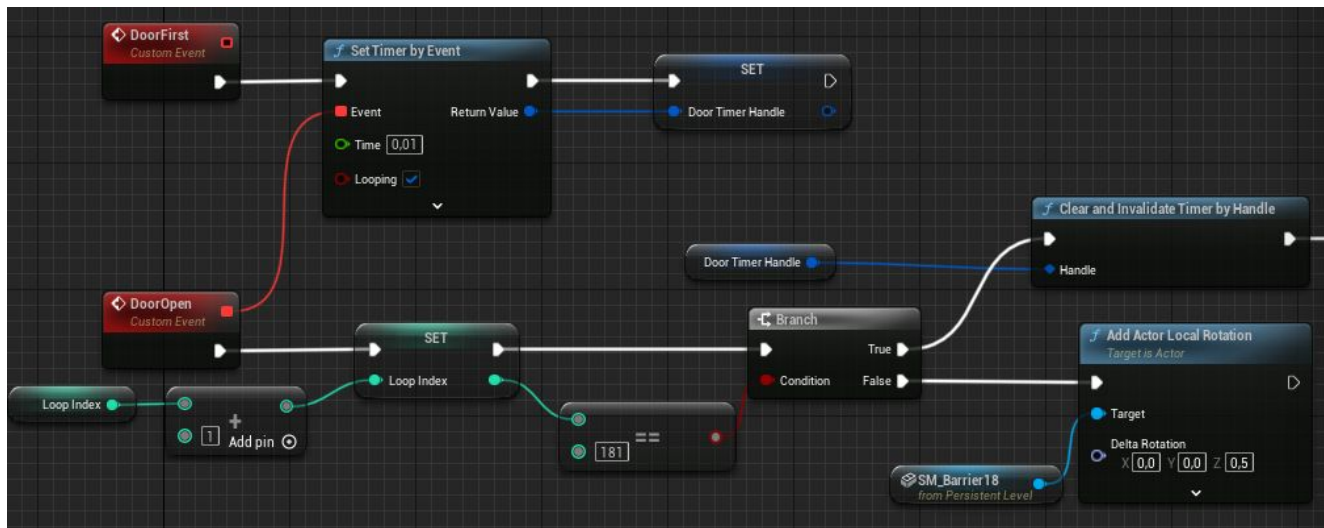 DoorFirst
Custom Event
f Set Timer by Event
Event
Return Value
Time 0,01
Looping
SET
Door Timer Handle
f Clear and Invalidate Timer by Handle
Handle
Door Timer Handle
DoorOpen
Custom Event
SET
Loop Index
Loop Index
+
1
Add pin
==
181
Branch
True
Condition
False
f Add Actor Local Rotation
Target is Actor
Target
Delta Rotation
X 0,0 Y 0,0 Z 0,5
SM_Barrier18
from Persistent Level